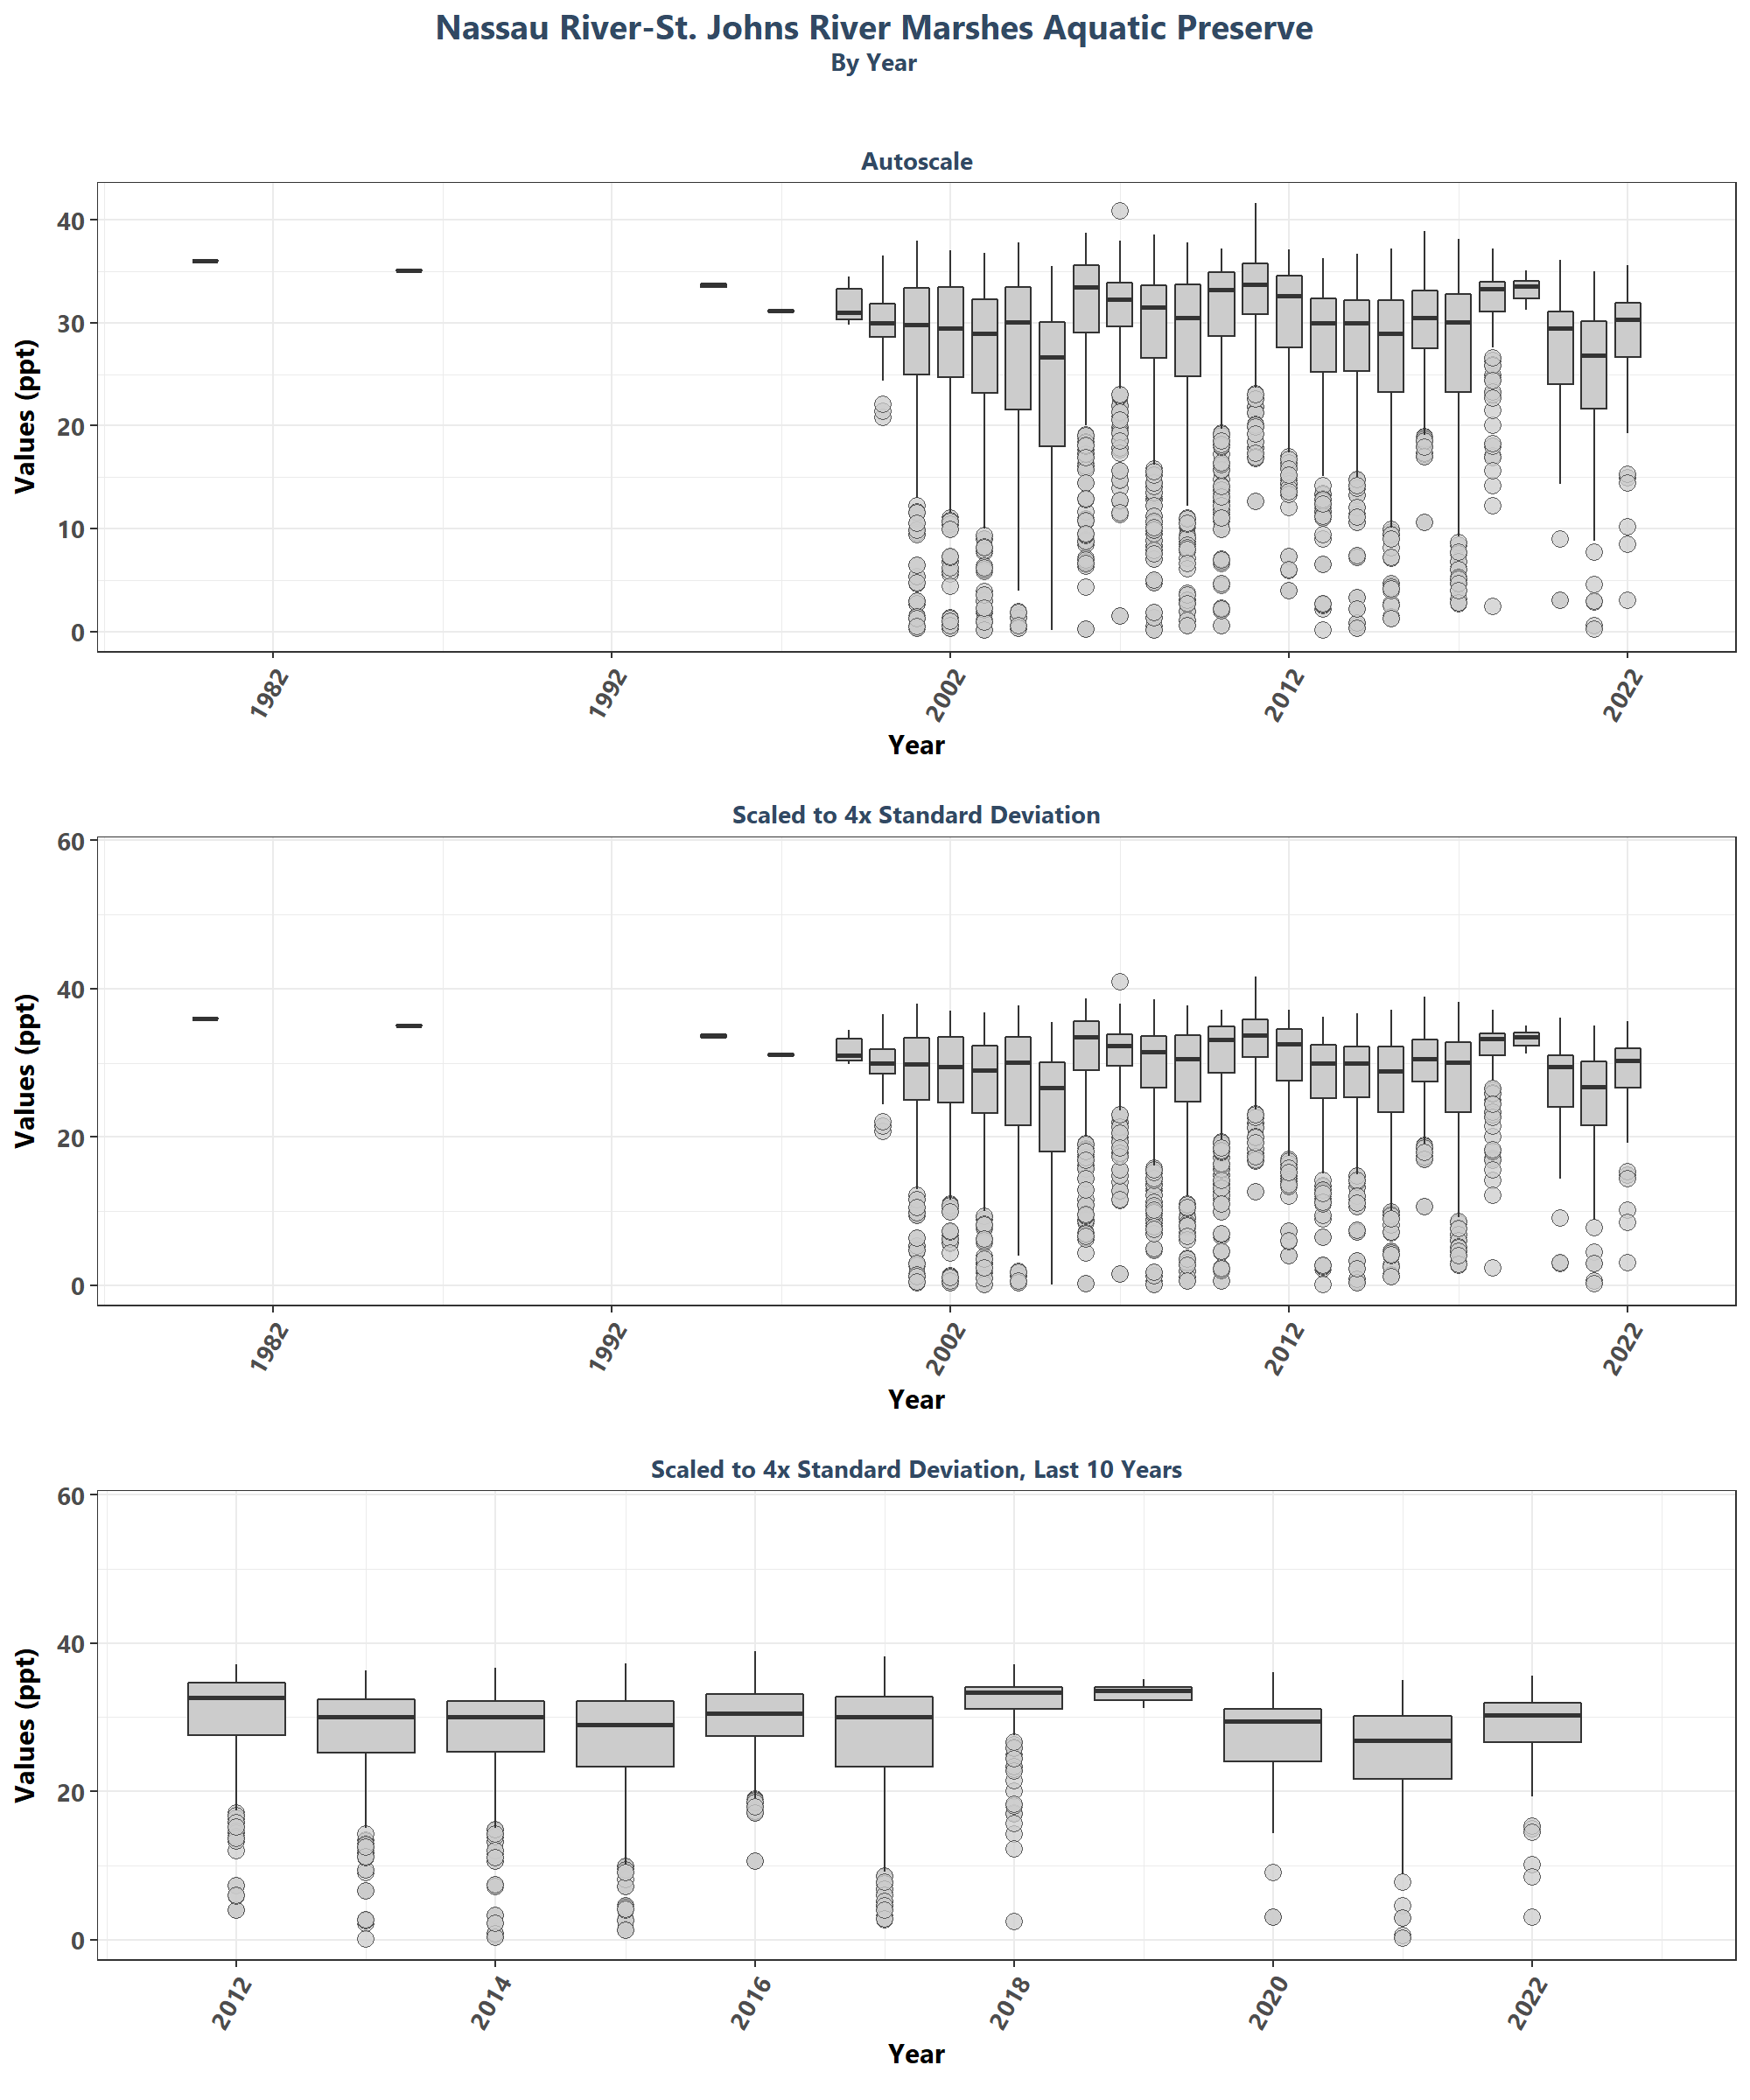 Nassau River-St. Johns River Marshes Aquatic Preserve
By Year
Autoscale
Values (ppt)
40
30
20
10
0
1982
1992
2002
2012
2022
Year
Scaled to 4x Standard Deviation
Values (ppt)
60
40
20
0
1982
1992
2002
2012
2022
Year
Scaled to 4x Standard Deviation, Last 10 Years
Values (ppt)
60
40
20
0
2012
2014
2016
2018
2020
2022
Year